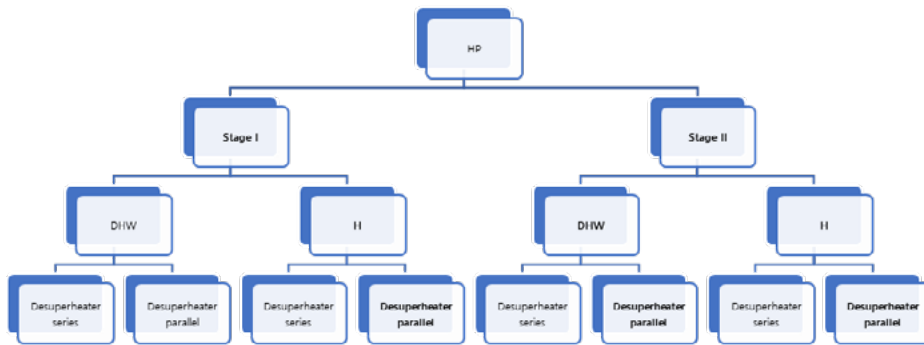 HP
Stage I
Stage II
DHW
H
DHW
H
Desuperheater
series
Desuperheater
parallel
Desuperheater
series
Desuperheater
parallel
Desuperheater
series
Desuperheater
parallel
Desuperheater
series
Desuperheater
parallel